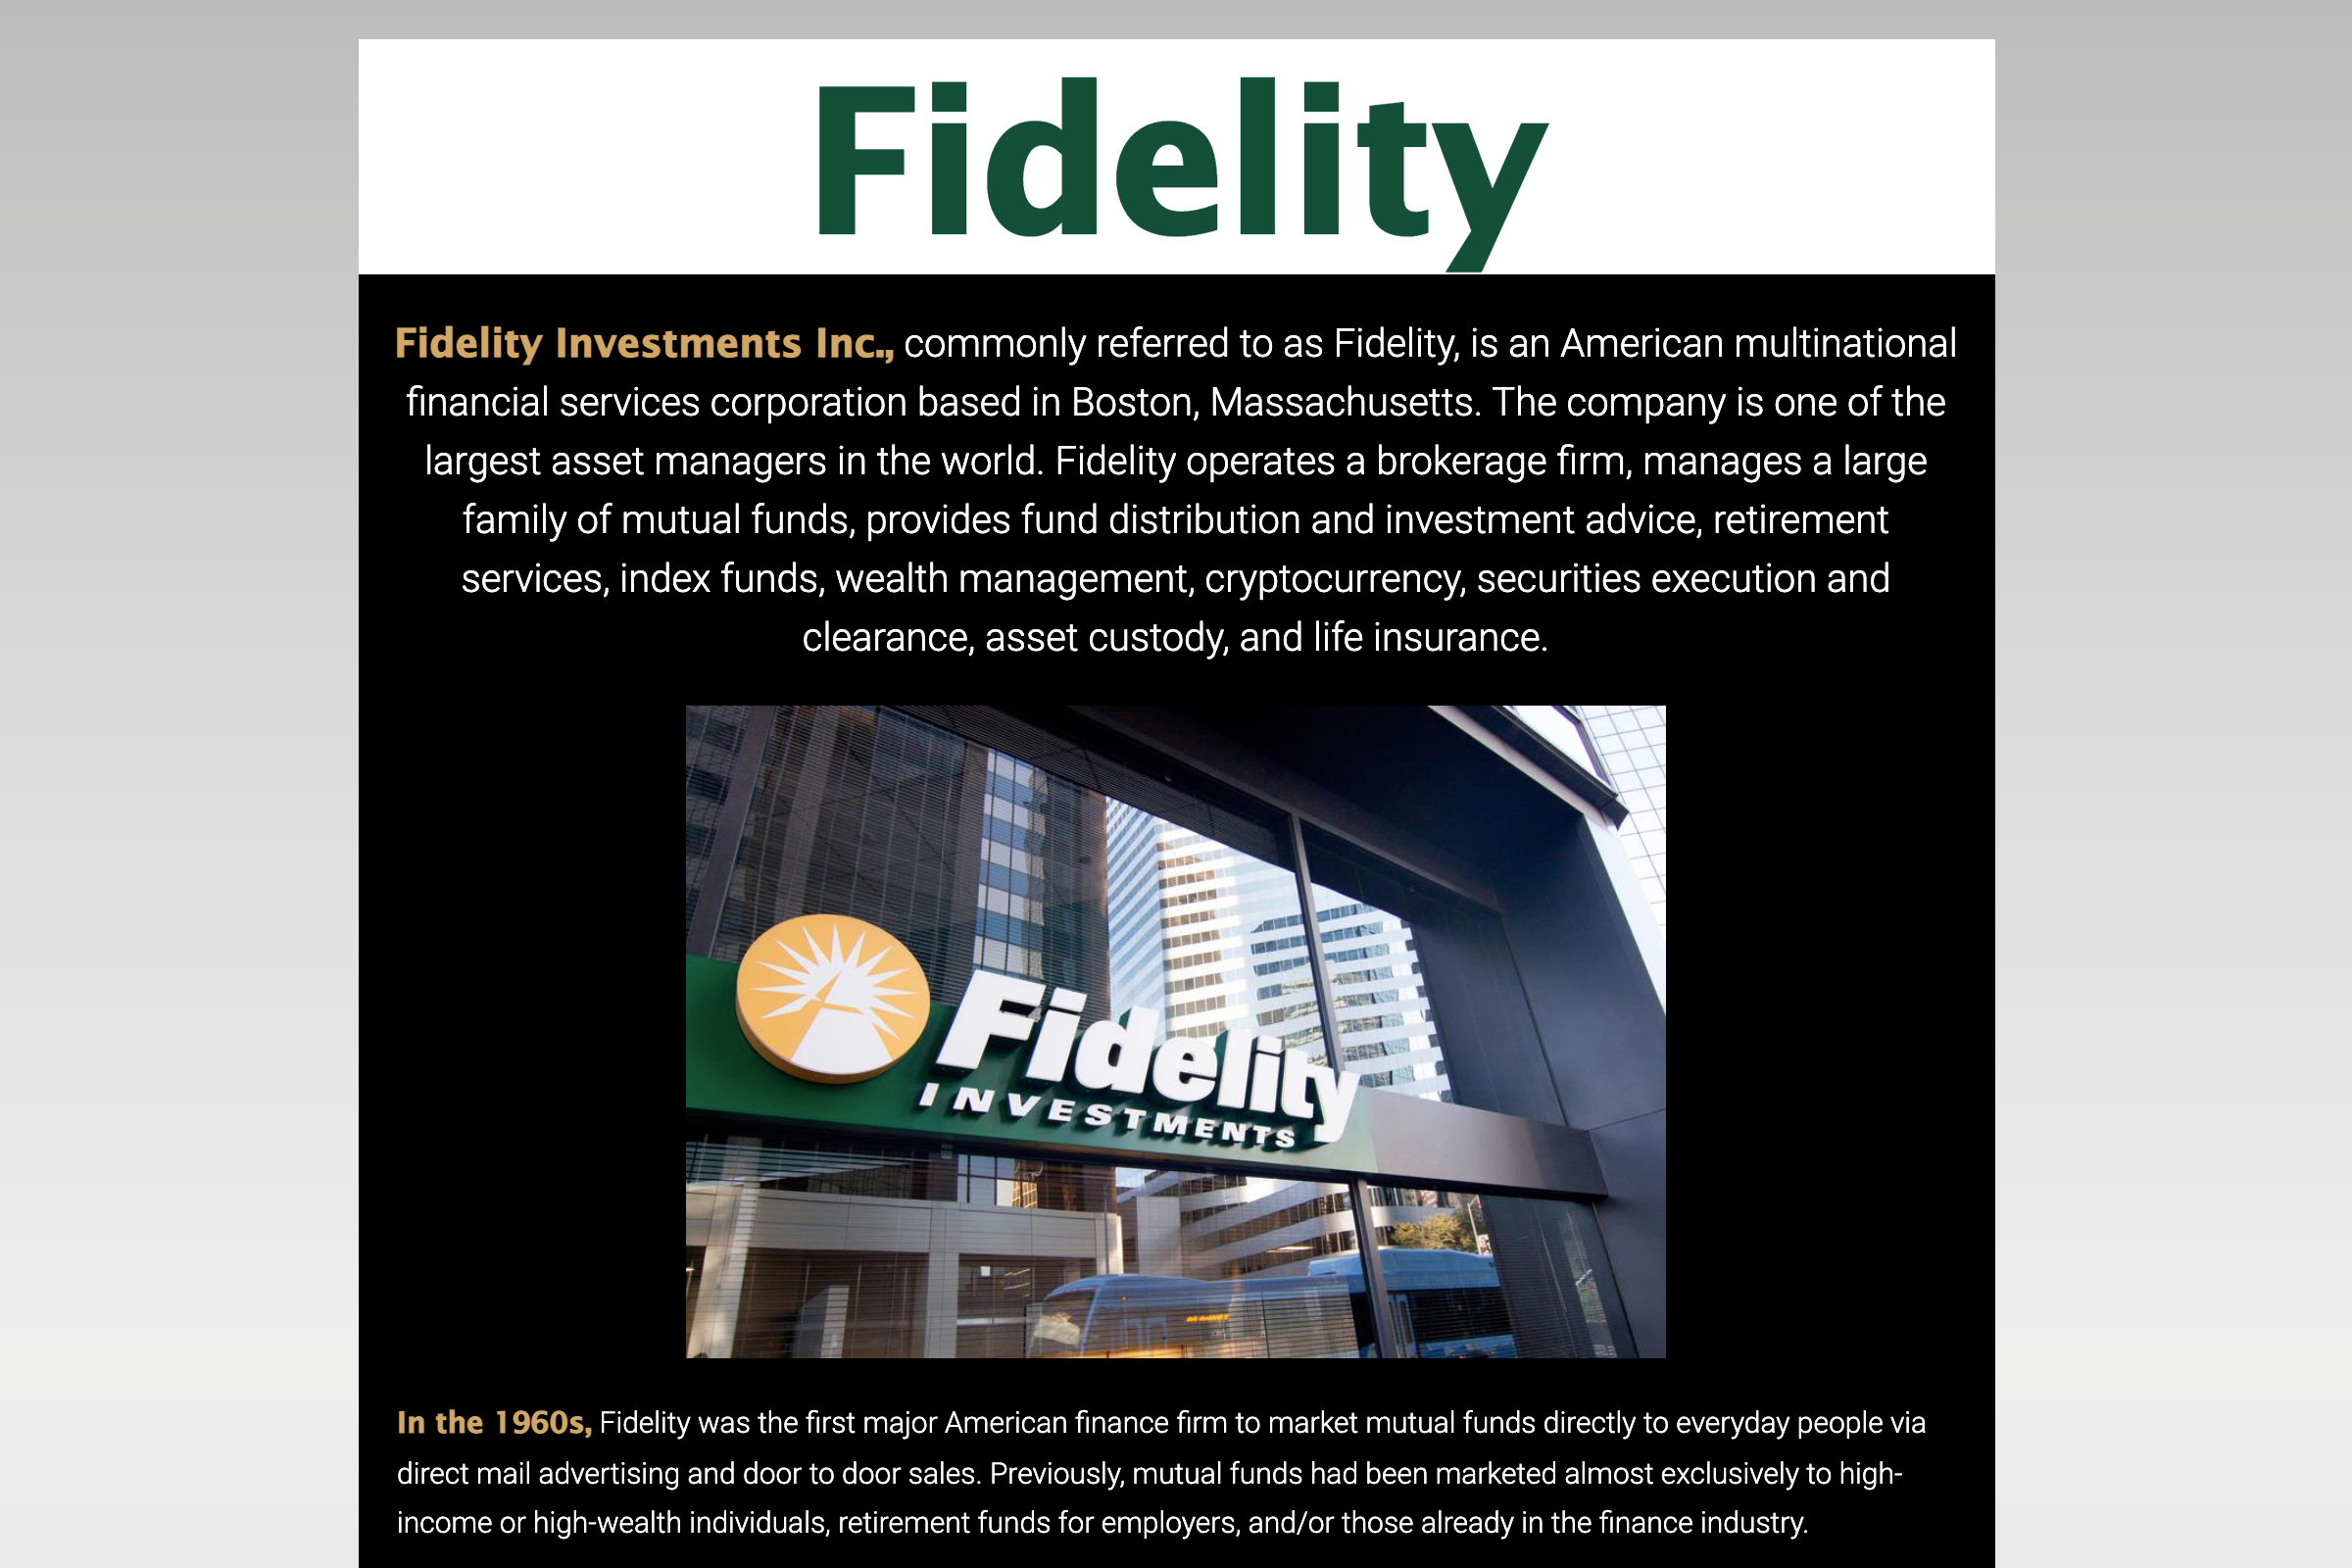 Fidelity
Fidelity Investments Inc., commonly referred to as Fidelity, is an American multinational
financial services corporation based in Boston, Massachusetts. The company is one of the
largest asset managers in the world. Fidelity operates a brokerage firm, manages a large
family of mutual funds, provides fund distribution and investment advice, retirement
services, index funds, wealth management, cryptocurrency, securities execution and
clearance, asset custody, and life insurance.
Fidelity
INVESTMENTS
In the 1960s, Fidelity was the first major American finance firm to market mutual funds directly to everyday people via
direct mail advertising and door to door sales. Previously, mutual funds had been marketed almost exclusively to high-
income or high-wealth individuals, retirement funds for employers, and/or those already in the finance industry.